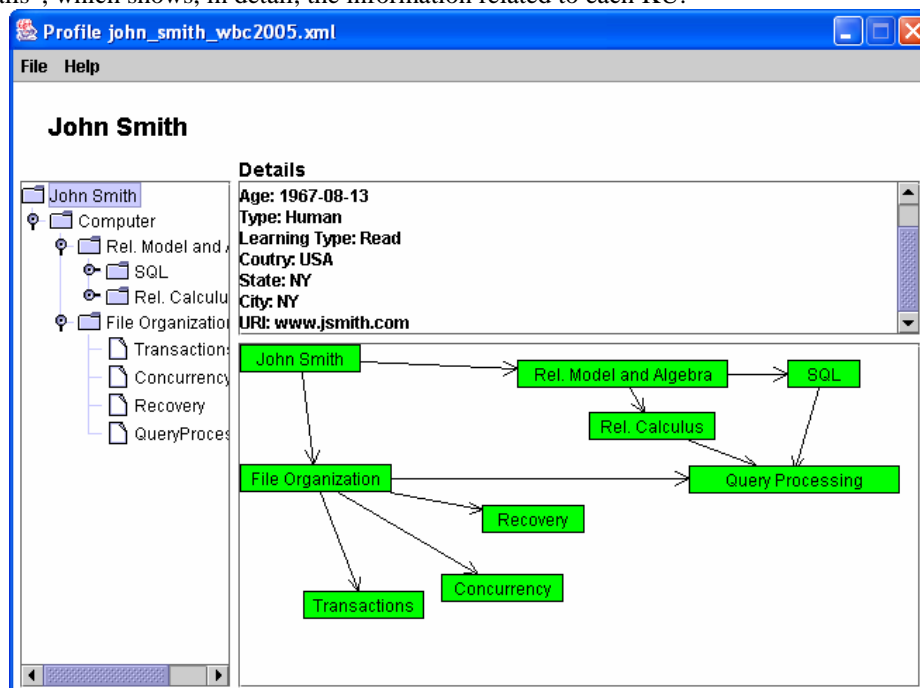 ails", which shows, in detail, the information related to each KU.
Profile john_smith_wbc2005.xml
File Help
John Smith
Details
John Smith
Computer
Rel. Model and
SQL
Rel. Calculu
File Organization
Transactions
Concurrency
Recovery
QueryProces
Age: 1967-08-13
Type: Human
Learning Type: Read
Coutry: USA
State: NY
City: NY
URI: www.jsmith.com
John Smith
Rel. Model and Algebra
SQL
Rel. Calculus
File Organization
Query Processing
Recovery
Concurrency
Transactions